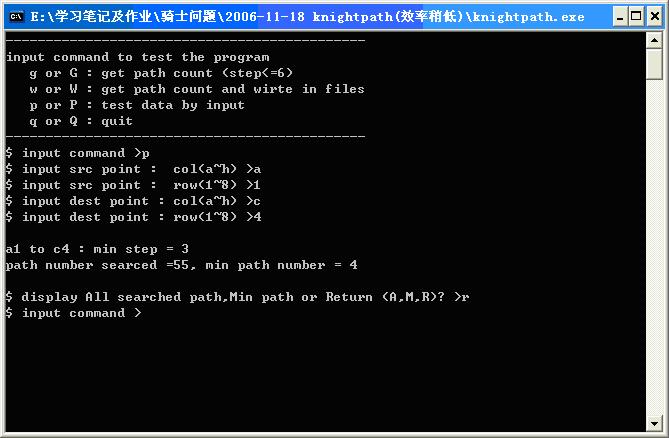 E:\学习笔记及作业\骑士问题\2006-11-18 knightpath(效率稍低)\knightpath.exe
---------------------------------------------
input command to test the program
   g or G : get path count (step<=6)
   w or W : get path count and wirte in files
   p or P : test data by input
   q or Q : quit
---------------------------------------------
$ input command >p
$ input src point :  col(a~h) >a
$ input src point :  row(1~8) >1
$ input dest point : col(a~h) >c
$ input dest point : row(1~8) >4
a1 to c4 : min step = 3
path number searced =55, min path number = 4
$ display All searched path,Min path or Return (A,M,R)? >r
$ input command >